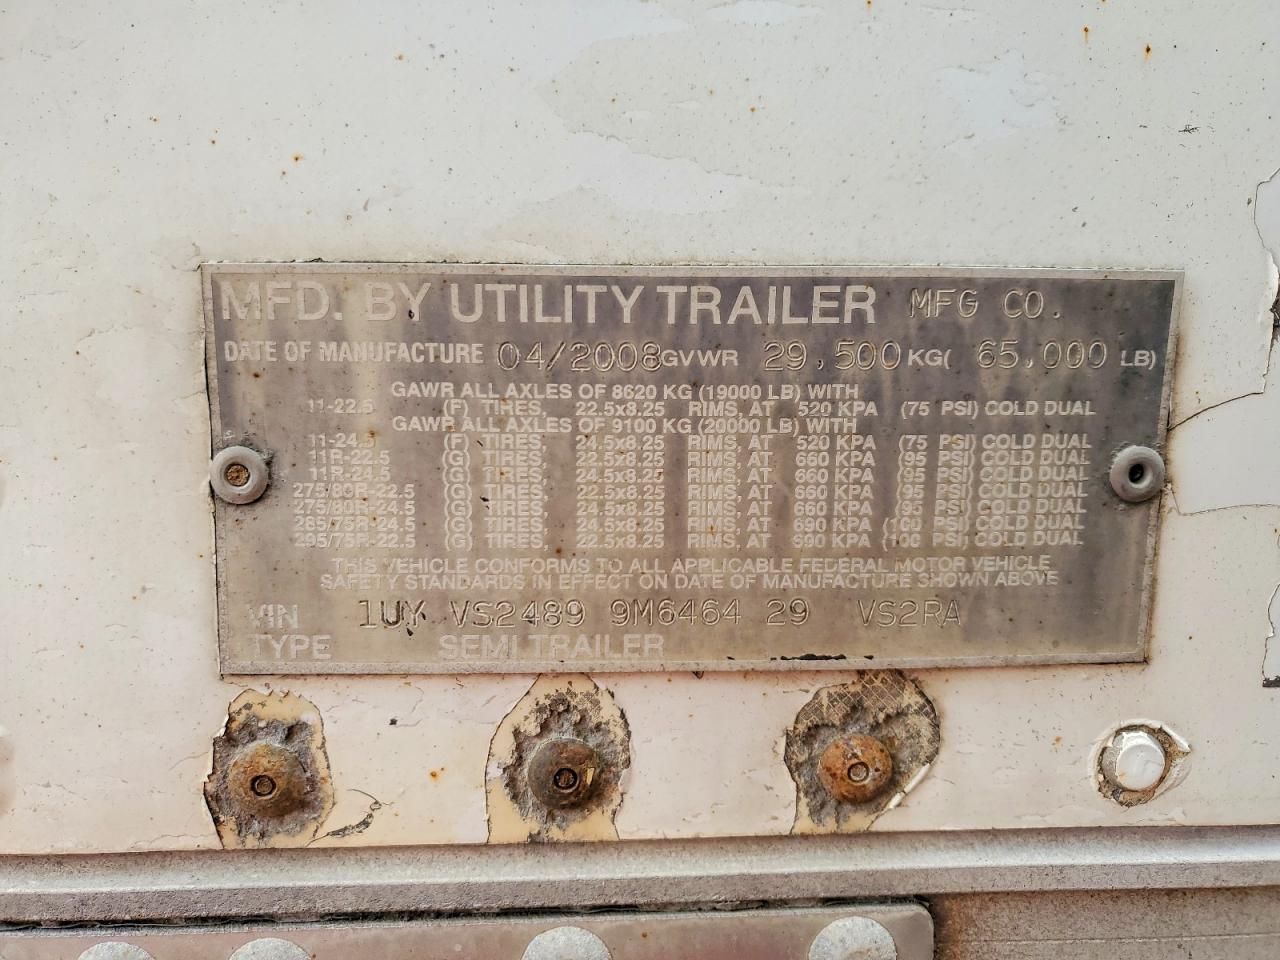 MFD. BY UTILITY TRAILER MFG CO.
DATE OF MANUFACTURE 04/2008 GVWR 29,500 KG( 65,000 LB)
GAWR ALL AXLES OF 8620 KG (19000 LB) WITH
11-22.5 (F) TIRES, 22.5x8.25 RIMS, AT 520 KPA (75 PSI) COLD DUAL
GAWR ALL AXLES OF 9100 KG (20000 LB) WITH
11-24.5 (F) TIRES, 24.5x8.25 RIMS, AT 520 KPA (75 PSI) COLD DUAL
11R-22.5 (G) TIRES, 22.5x8.25 RIMS, AT 660 KPA (95 PSI) COLD DUAL
11R-24.5 (G) TIRES, 24.5x8.25 RIMS, AT 660 KPA (95 PSI) COLD DUAL
275/80R-22.5 (G) TIRES, 22.5x8.25 RIMS, AT 660 KPA (95 PSI) COLD DUAL
275/80R-24.5 (G) TIRES, 24.5x8.25 RIMS, AT 660 KPA (95 PSI) COLD DUAL
285/75R-24.5 (G) TIRES, 24.5x8.25 RIMS, AT 690 KPA (100 PSI) COLD DUAL
295/75R-22.5 (G) TIRES, 22.5x8.25 RIMS, AT 690 KPA (100 PSI) COLD DUAL
THIS VEHICLE CONFORMS TO ALL APPLICABLE FEDERAL MOTOR VEHICLE
SAFETY STANDARDS IN EFFECT ON DATE OF MANUFACTURE SHOWN ABOVE
VIN 1UY VS2489 9M6464 29 VS2RA
TYPE SEMI TRAILER